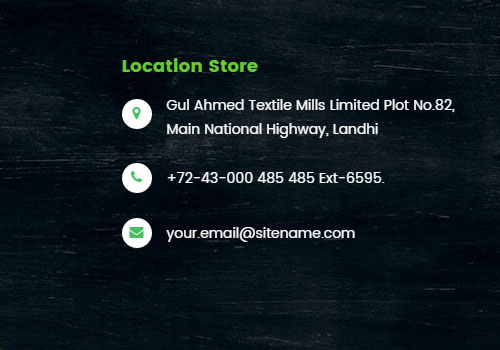 Location Store
Gul Ahmed Textile Mills Limited Plot No.82,
Main National Highway, Landhi
+72-43-000 485 485 Ext-6595.
your.email@sitename.com